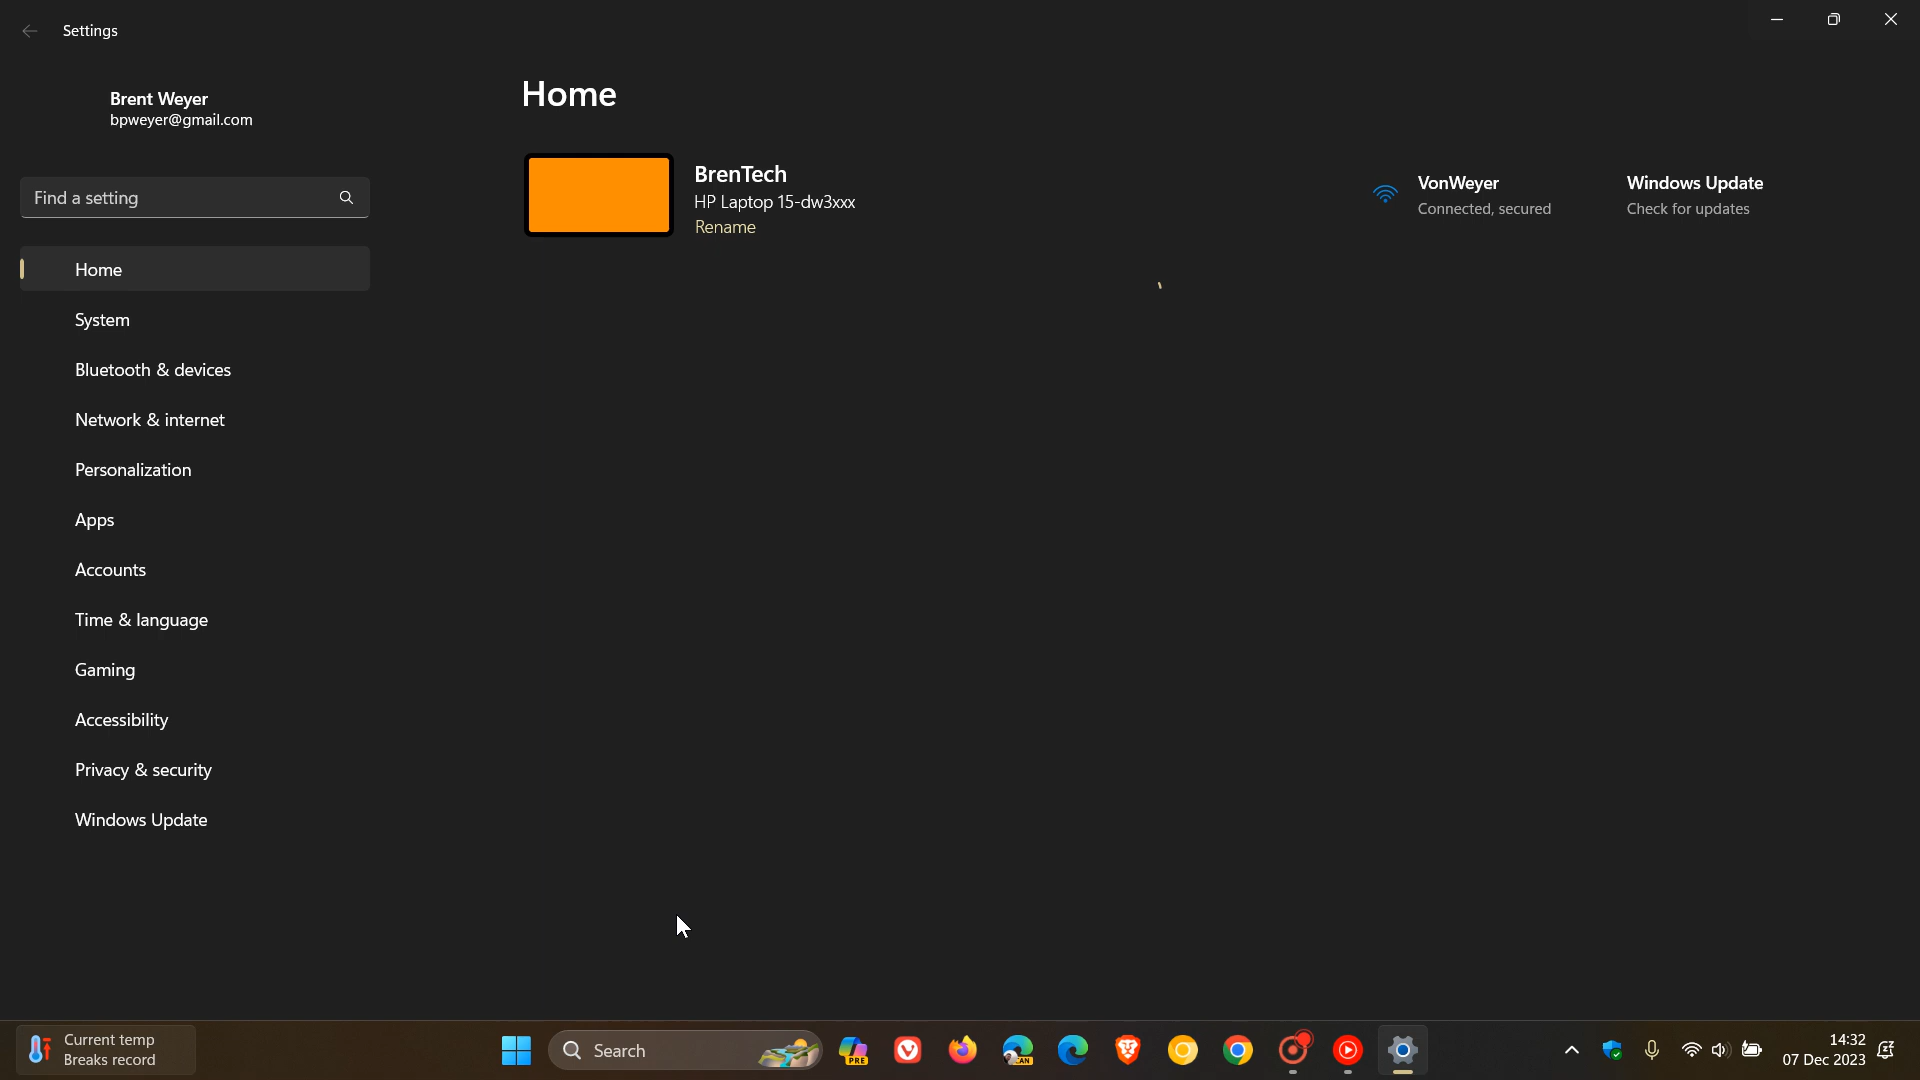 Settings
Brent Weyer
bpweyer@gmail.com
Find a setting
Home
System
Bluetooth & devices
Network & internet
Personalization
Apps
Accounts
Time & language
Gaming
Accessibility
Privacy & security
Windows Update
Home
BrenTech
HP Laptop 15-dw3xxx
Rename
VonWeyer
Connected, secured
Windows Update
Check for updates
Current temp
Breaks record
Search
PRE
CAN
14:32
07 Dec 2023